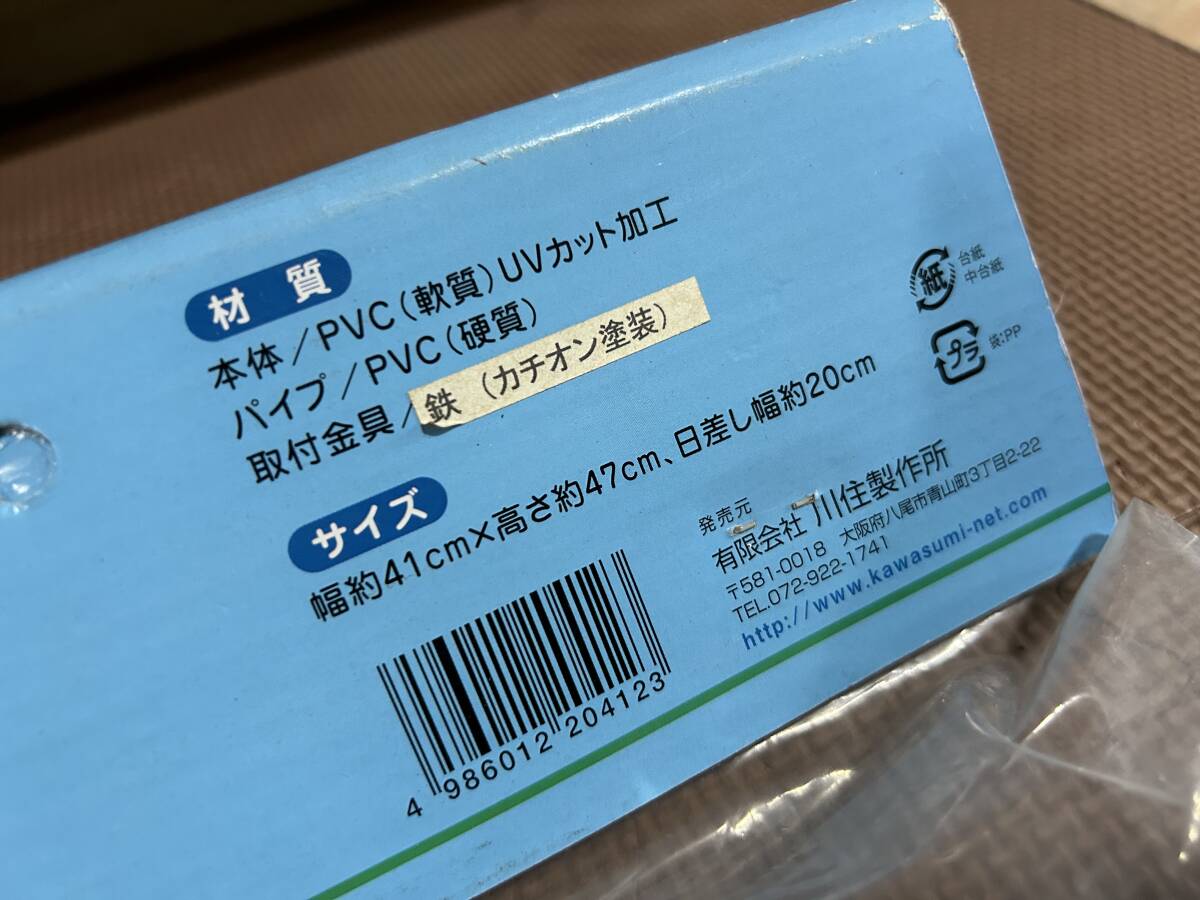 材質
本体/PVC(軟質)UVカット加工
パイプ/PVC(硬質)
取付金具/鉄(カチオン塗装)
サイズ
幅約41cm×高さ約47cm、日差し幅約20cm
4 986012 204123
紙
台紙
中台紙
プラ
袋:PP
発売元
有限会社 川住製作所
〒581-0018 大阪府八尾市青山町3丁目2-22
TEL.072-922-1741
http://www.kawasumi-net.com